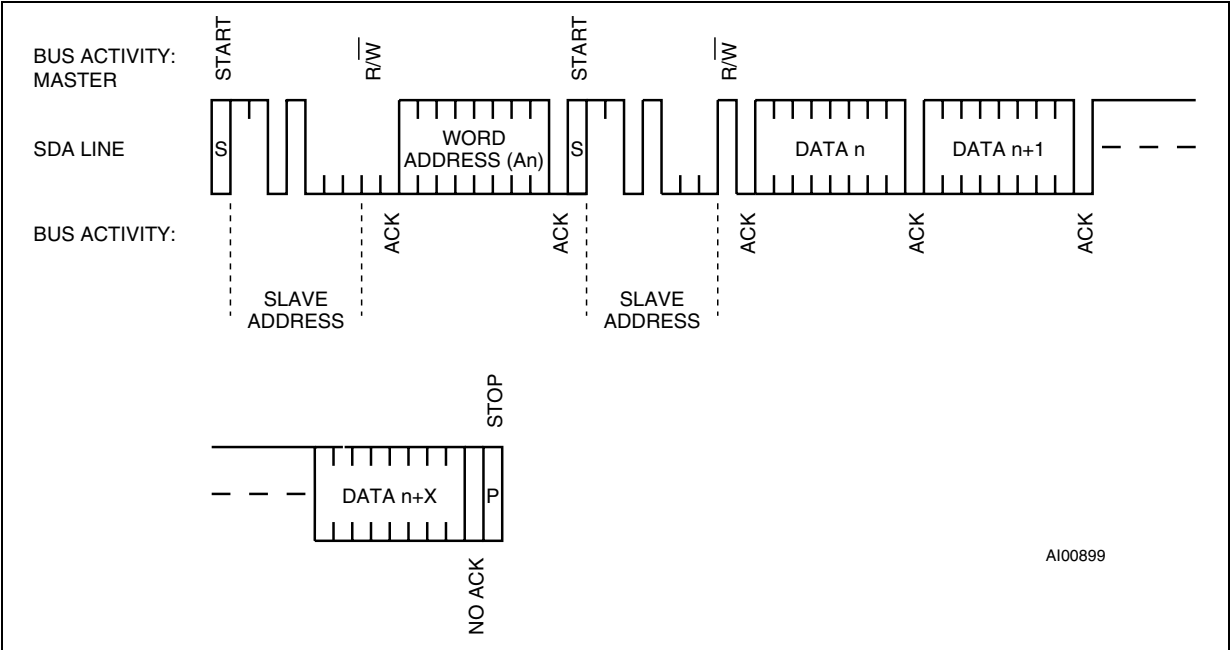 BUS ACTIVITY:
MASTER
START
R/W
START
R/W
SDA LINE
S
WORD
ADDRESS (An)
S
DATA n
DATA n+1
BUS ACTIVITY:
ACK
ACK
ACK
ACK
ACK
SLAVE
ADDRESS
SLAVE
ADDRESS
STOP
DATA n+X
P
NO ACK
AI00899